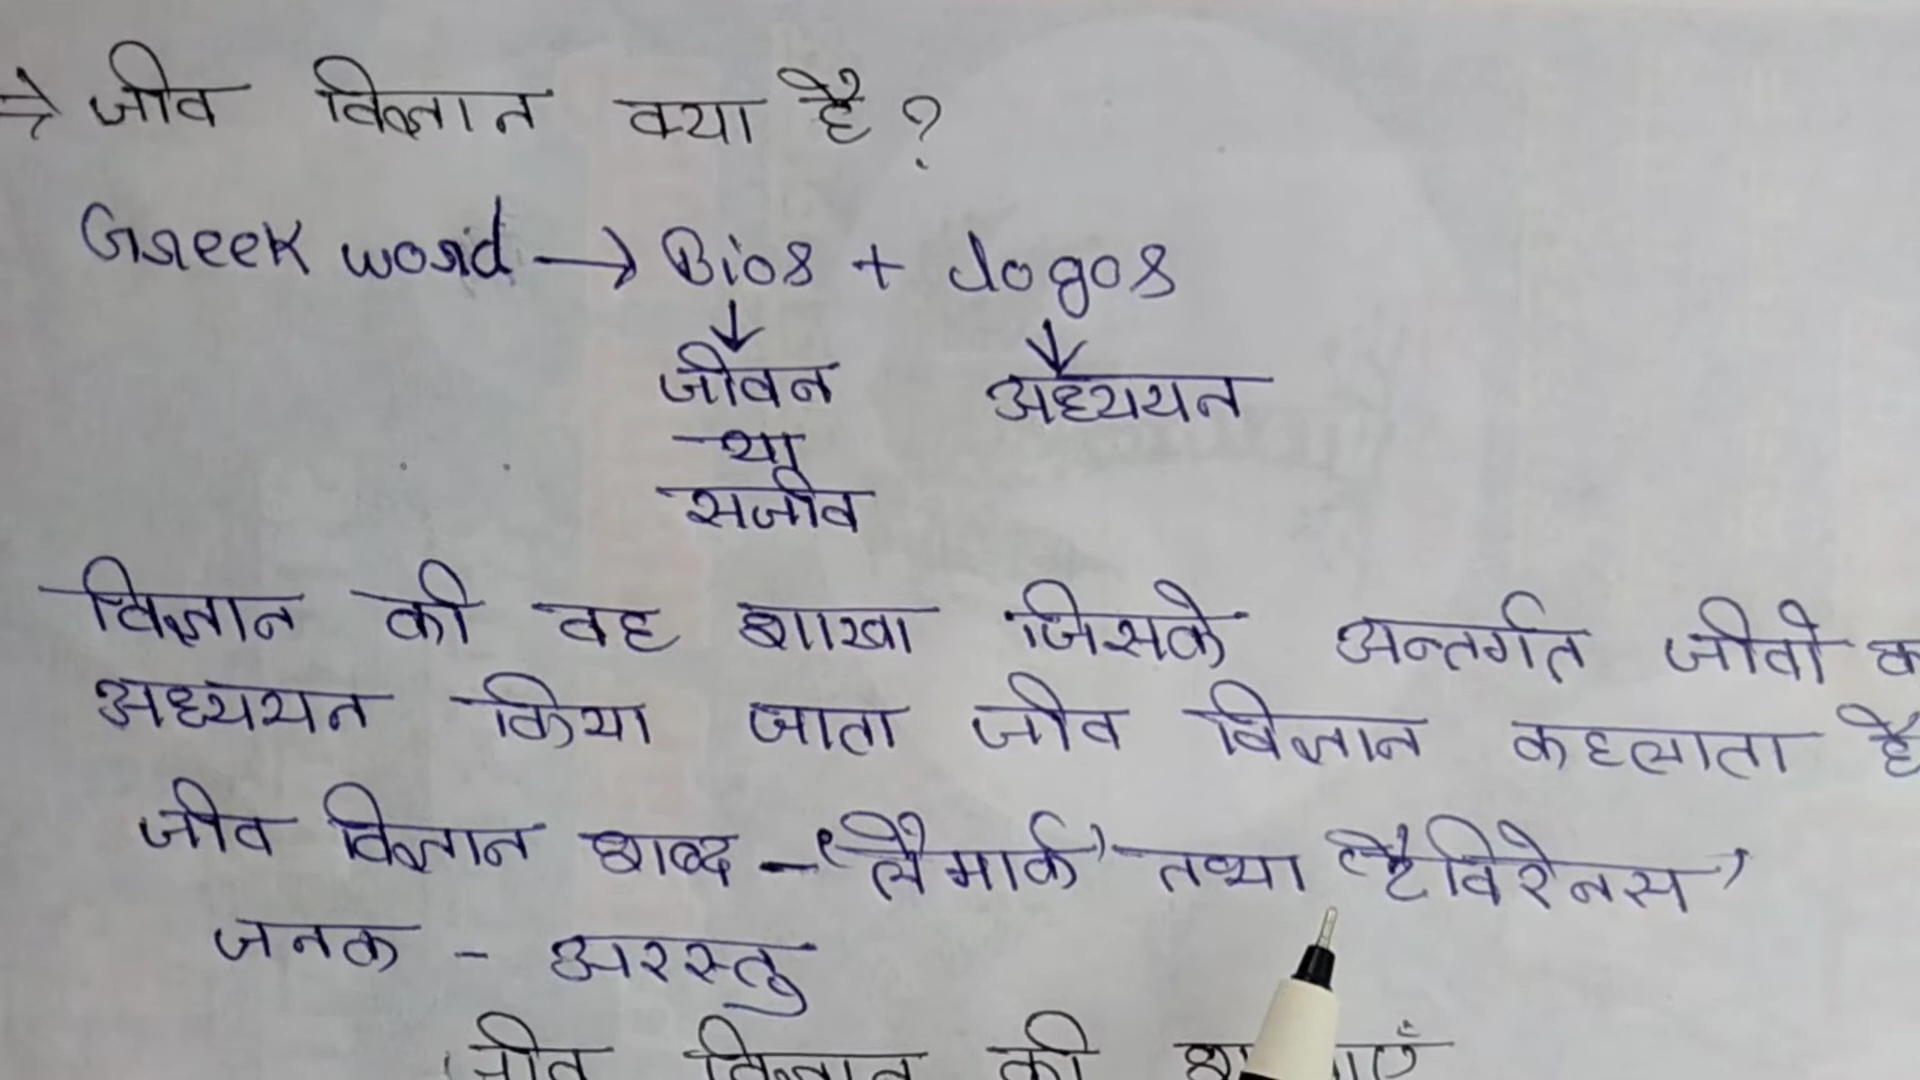 ⇒ जीव विज्ञान क्या है ?
Greek word → Bios + logos
↓ ↓
जीवन अध्ययन
या
सजीव
विज्ञान की वह शाखा जिसके अन्तर्गत जीवो क
अध्ययन किया जाता जीव विज्ञान कहलाता है
जीव विज्ञान शब्द - 'लैमार्क' तथा 'ट्रैविरेनस'
जनक - अरस्तु
जीव विज्ञान की